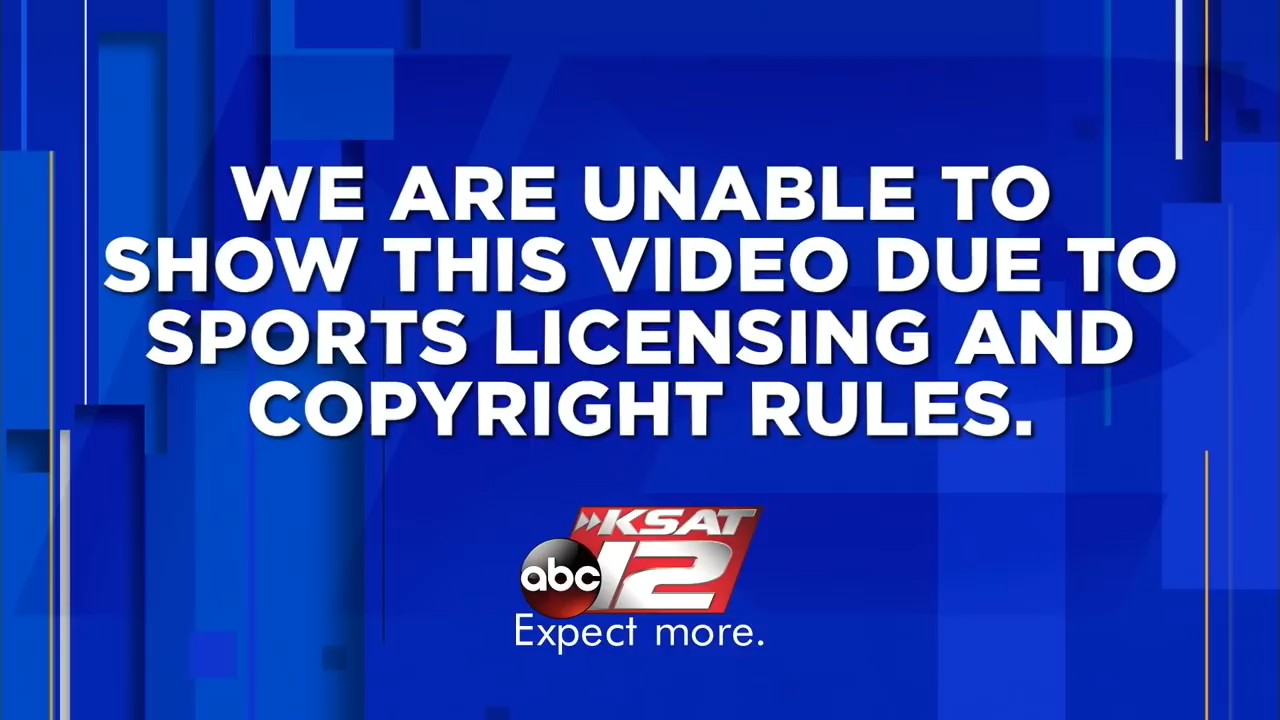 WE ARE UNABLE TO
SHOW THIS VIDEO DUE TO
SPORTS LICENSING AND
COPYRIGHT RULES.
KSAT
abc 12
Expect more.